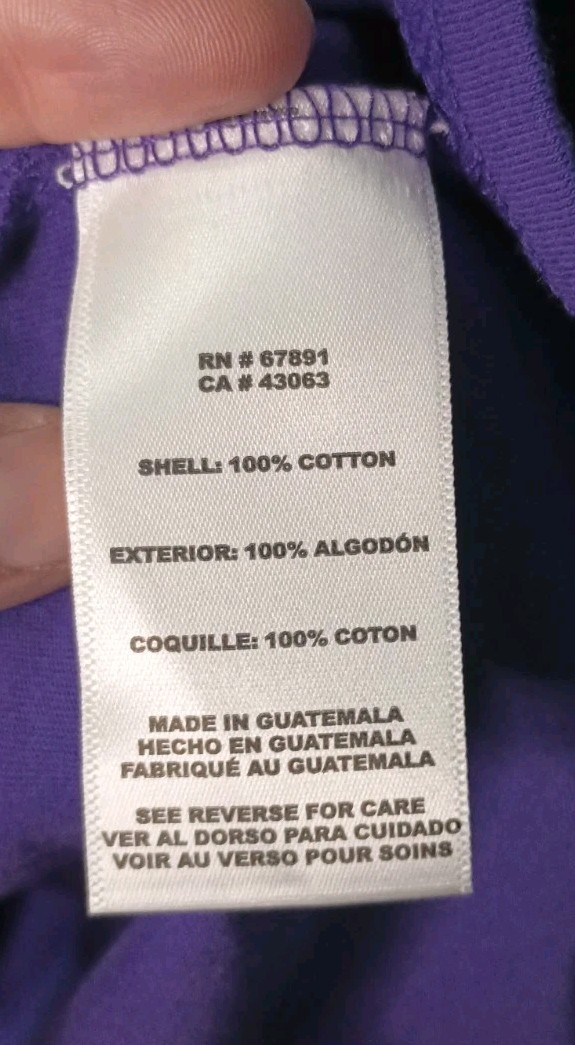 RN # 67891
CA # 43063
SHELL: 100% COTTON
EXTERIOR: 100% ALGODÓN
COQUILLE: 100% COTON
MADE IN GUATEMALA
HECHO EN GUATEMALA
FABRIQUÉ AU GUATEMALA
SEE REVERSE FOR CARE
VER AL DORSO PARA CUIDADO
VOIR AU VERSO POUR SOINS